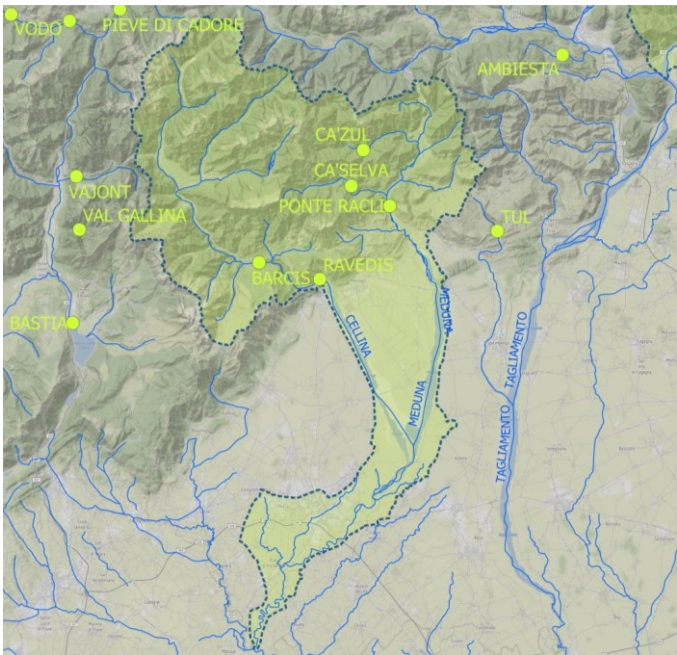 VODO
PIEVE DI CADORE
AMBIESTA
CA'ZUL
CA'SELVA
VAJONT
PONTE RACLI
VAL GALLINA
TUL
BARCIS
RAVEDIS
BASTIA
MEDUNA
CELLINA
TAGLIAMENTO
MEDUNA
TAGLIAMENTO